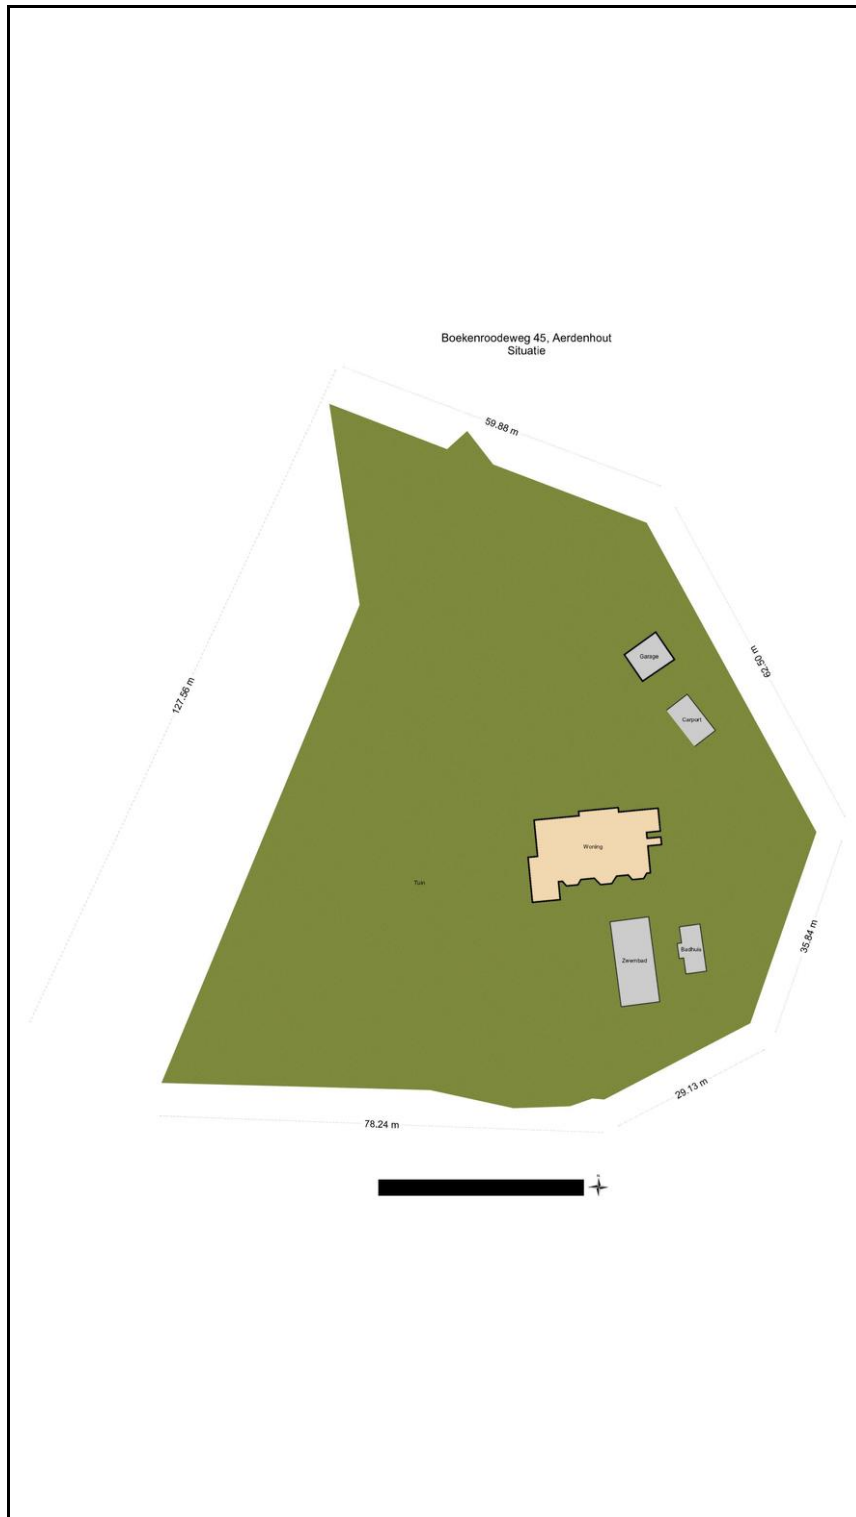 Boekenroodeweg 45, Aerdenhout
Situatie
59.88 m
62.50 m
127.56 m
Garage
Carport
Woning
Tuin
Zwembad
Badhuis
35.84 m
29.13 m
78.24 m